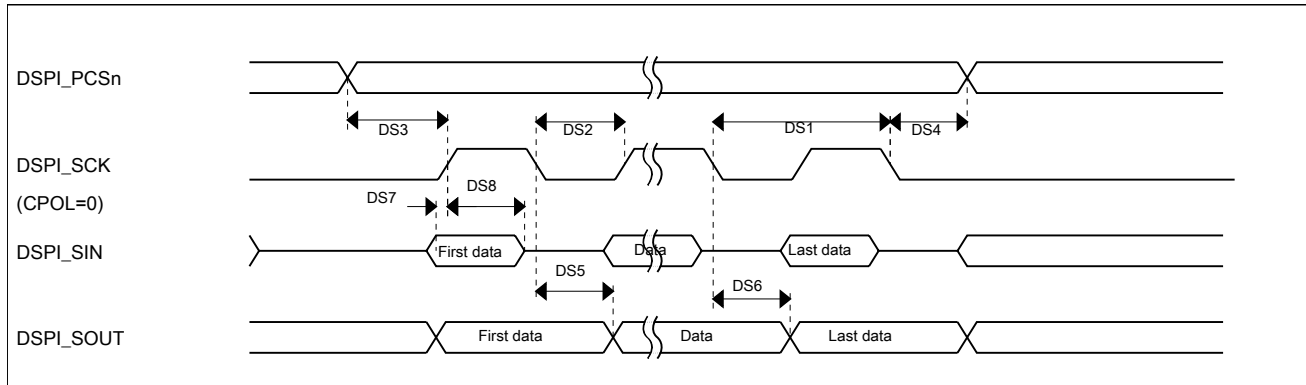 DSPI_PCSn
DS3
DS2
DS1
DS4
DSPI_SCK
(CPOL=0)
DS7
DS8
DSPI_SIN
First data
Data
Last data
DS5
DS6
DSPI_SOUT
First data
Data
Last data